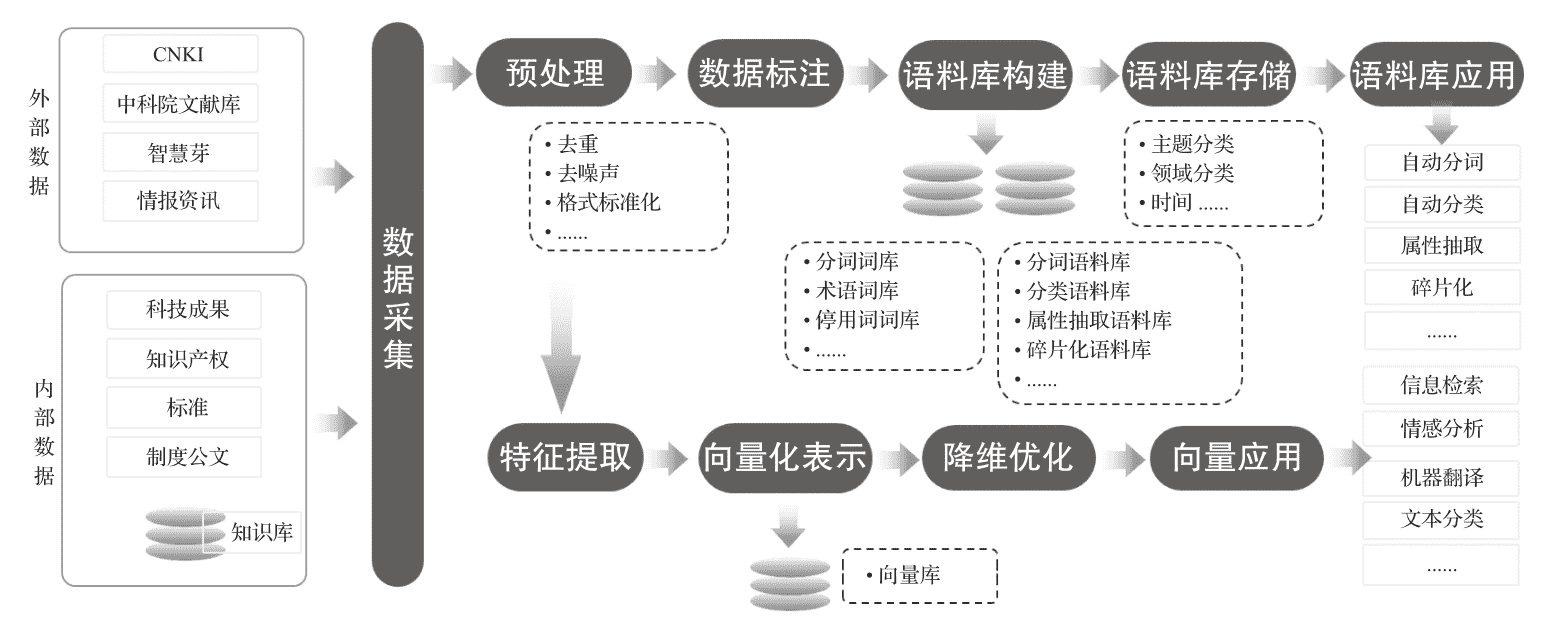 外部数据
CNKI
中科院文献库
智慧芽
情报资讯
内部数据
科技成果
知识产权
标准
制度公文
知识库
数据采集
预处理
数据标注
语料库构建
语料库存储
语料库应用
• 去重
• 去噪声
• 格式标准化
• ......
• 分词词库
• 术语词库
• 停用词词库
• ......
• 分词语料库
• 分类语料库
• 属性抽取语料库
• 碎片化语料库
• ......
• 主题分类
• 领域分类
• 时间 ......
自动分词
自动分类
属性抽取
碎片化
......
特征提取
向量化表示
降维优化
向量应用
• 向量库
信息检索
情感分析
机器翻译
文本分类
......